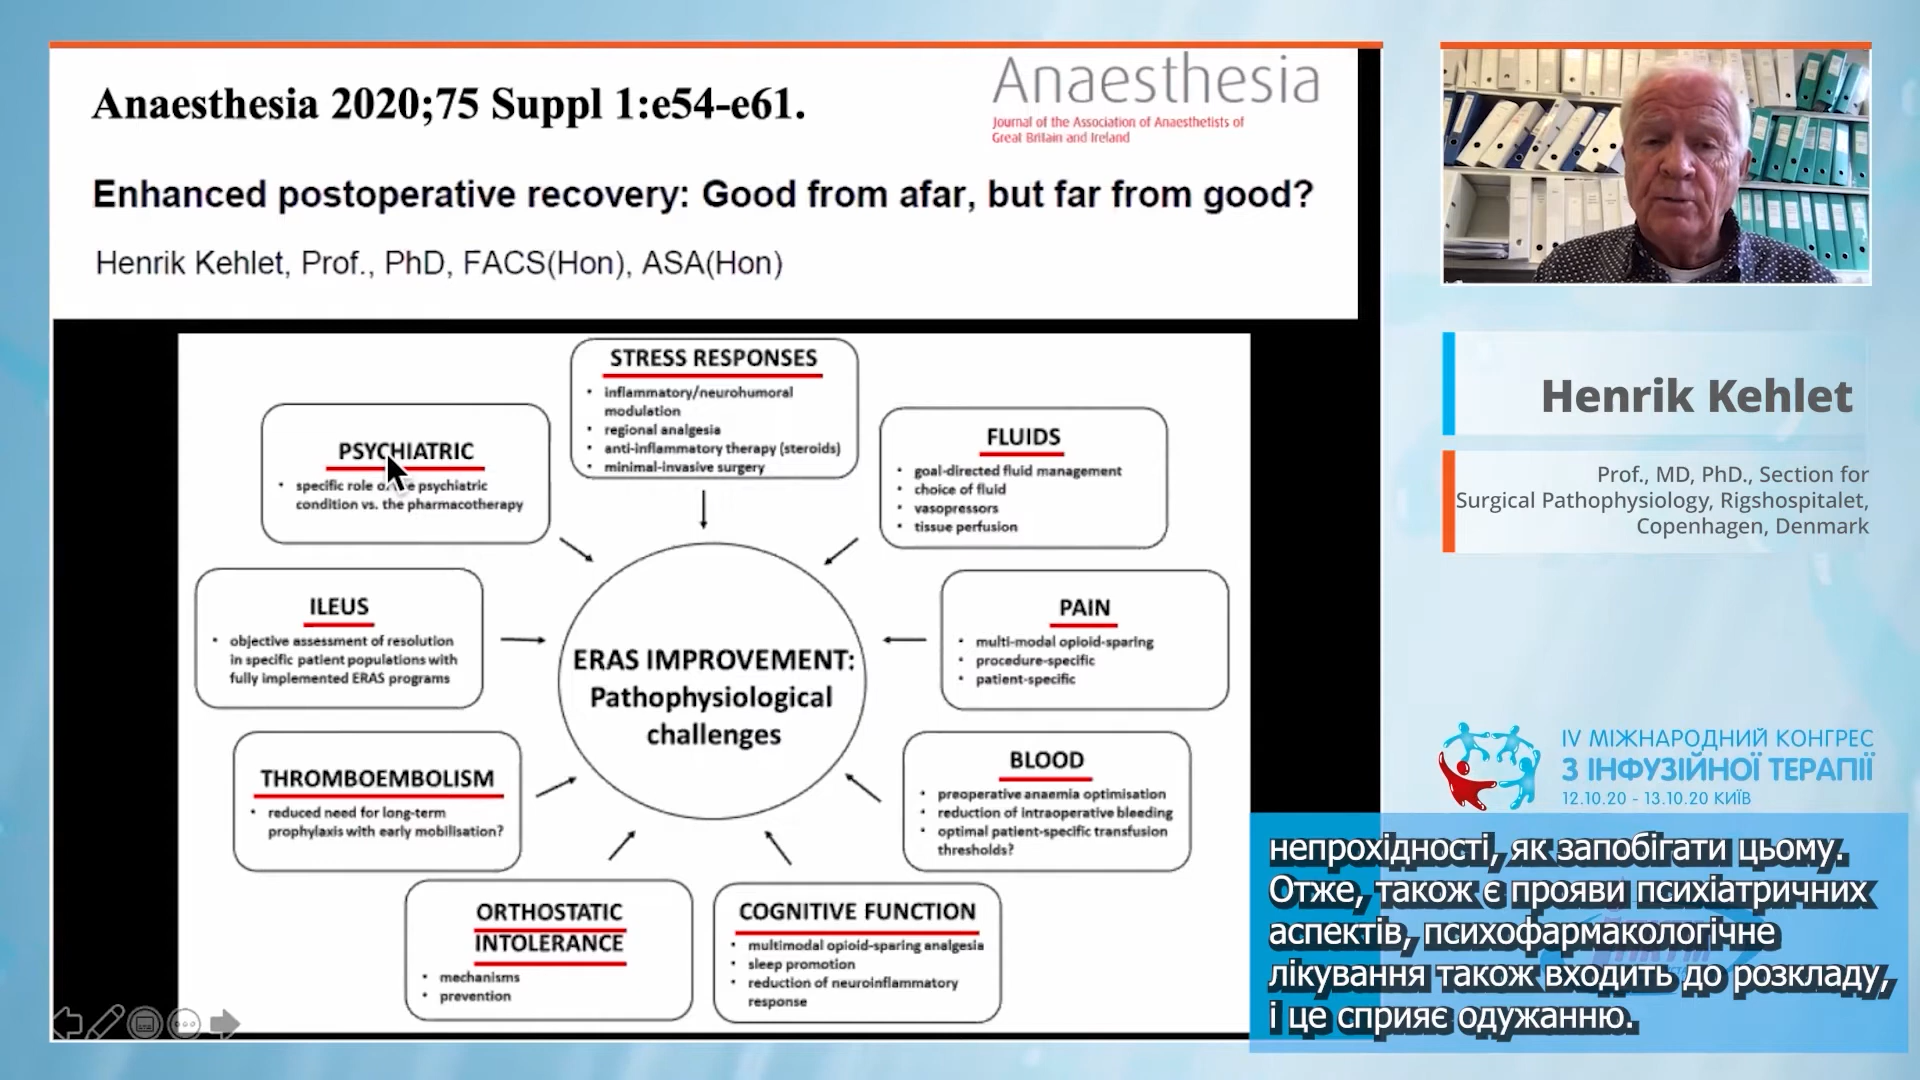 Anaesthesia 2020;75 Suppl 1:e54-e61.
Anaesthesia
Journal of the Association of Anaesthetists of
Great Britain and Ireland
Enhanced postoperative recovery: Good from afar, but far from good?
Henrik Kehlet, Prof., PhD, FACS(Hon), ASA(Hon)
STRESS RESPONSES
• inflammatory/neurohumoral
modulation
• regional analgesia
• anti-inflammatory therapy (steroids)
• minimal-invasive surgery
PSYCHIATRIC
• specific role of the psychiatric
condition vs. the pharmacotherapy
FLUIDS
• goal-directed fluid management
• choice of fluid
• vasopressors
• tissue perfusion
ILEUS
• objective assessment of resolution
in specific patient populations with
fully implemented ERAS programs
ERAS IMPROVEMENT:
Pathophysiological
challenges
PAIN
• multi-modal opioid-sparing
• procedure-specific
• patient-specific
THROMBOEMBOLISM
• reduced need for long-term
prophylaxis with early mobilisation?
BLOOD
• preoperative anaemia optimisation
• reduction of intraoperative bleeding
• optimal patient-specific transfusion
thresholds?
ORTHOSTATIC
INTOLERANCE
• mechanisms
• prevention
COGNITIVE FUNCTION
• multimodal opioid-sparing analgesia
• sleep promotion
• reduction of neuroinflammatory
response
Henrik Kehlet
Prof., MD, PhD., Section for
Surgical Pathophysiology, Rigshospitalet,
Copenhagen, Denmark
IV МІЖНАРОДНИЙ КОНГРЕС
З ІНФУЗІЙНОЇ ТЕРАПІЇ
12.10.20 - 13.10.20 КИЇВ
непрохідності, як запобігати цьому.
Отже, також є прояви психіатричних
аспектів, психофармакологічне
лікування також входить до розкладу,
і це сприяє одужанню.